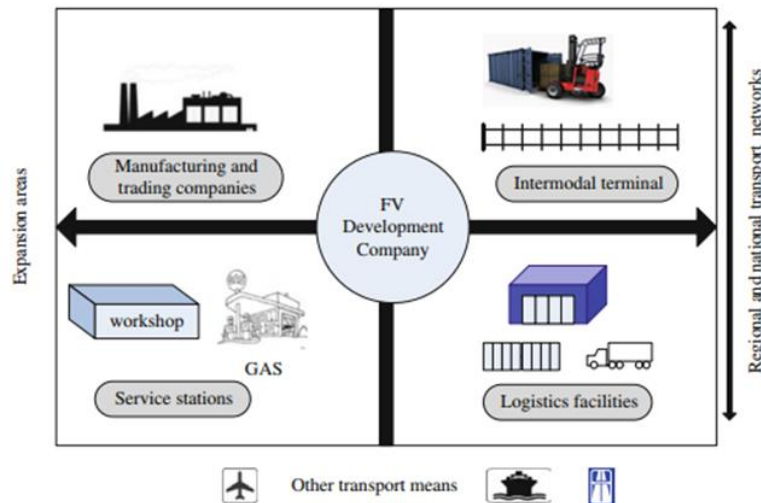 Manufacturing and
trading companies
Intermodal terminal
FV
Development
Company
Expansion areas
Regional and national transport networks
workshop
GAS
Service stations
Logistics facilities
Other transport means